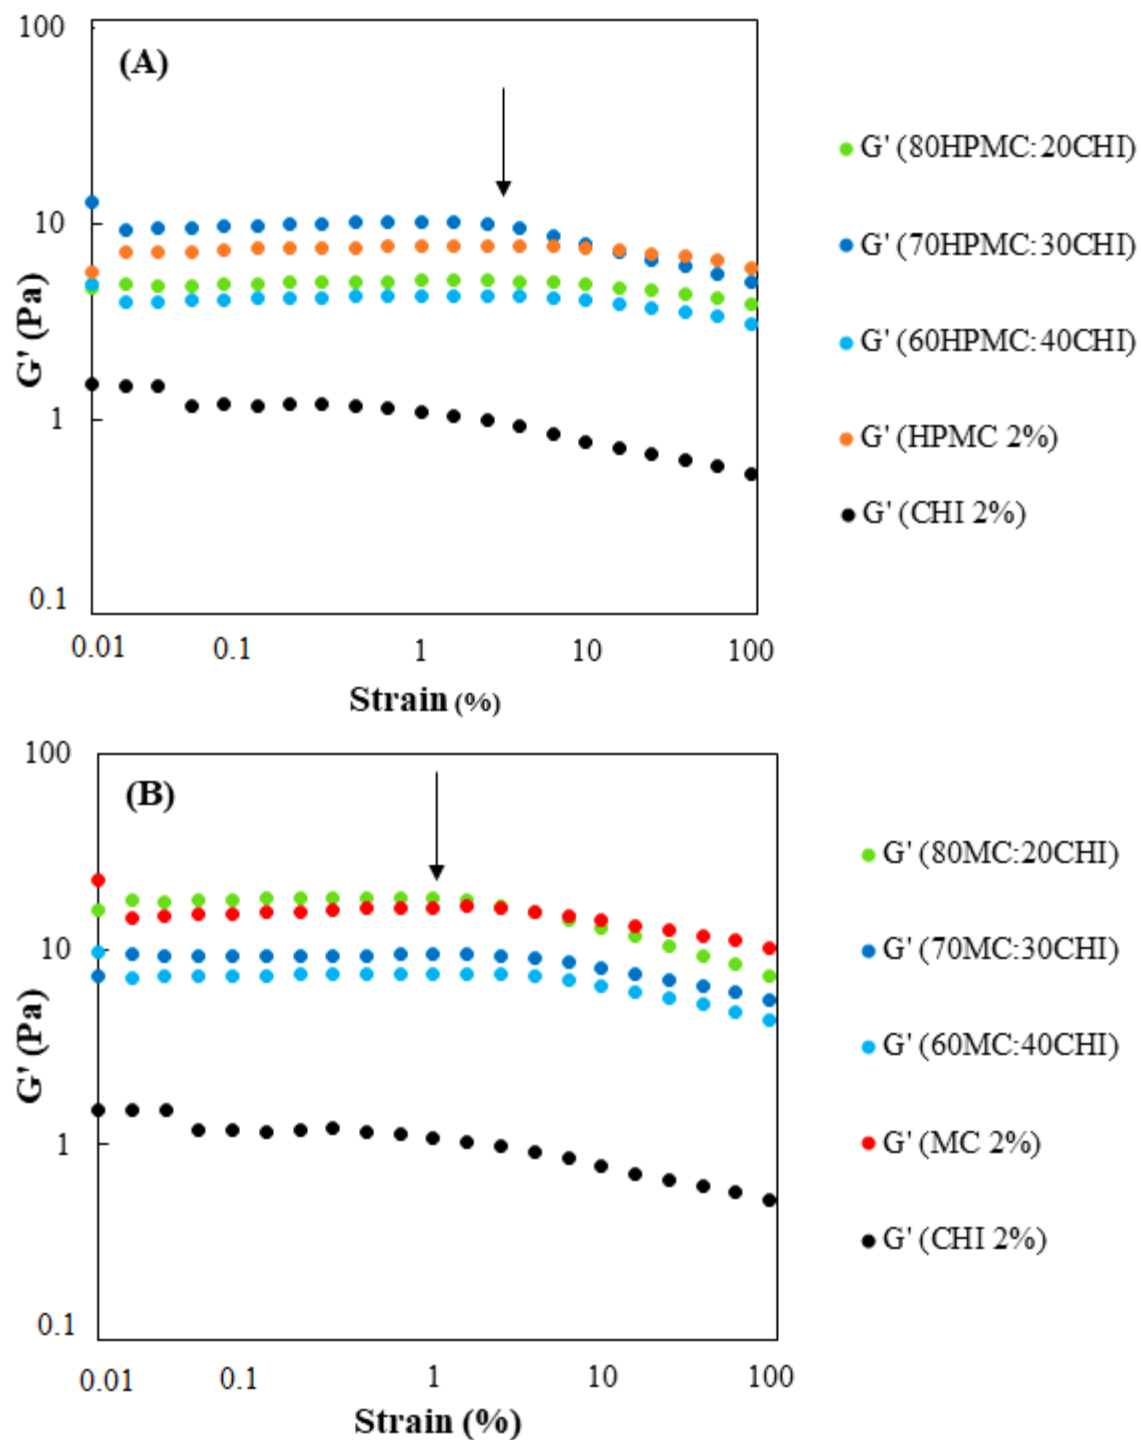 100
(A)
10
1
0.1
G' (Pa)
0.01 0.1 1 10 100
Strain (%)
G' (80HPMC:20CHI)
G' (70HPMC:30CHI)
G' (60HPMC:40CHI)
G' (HPMC 2%)
G' (CHI 2%)
100
(B)
10
1
0.1
G' (Pa)
0.01 0.1 1 10 100
Strain (%)
G' (80MC:20CHI)
G' (70MC:30CHI)
G' (60MC:40CHI)
G' (MC 2%)
G' (CHI 2%)